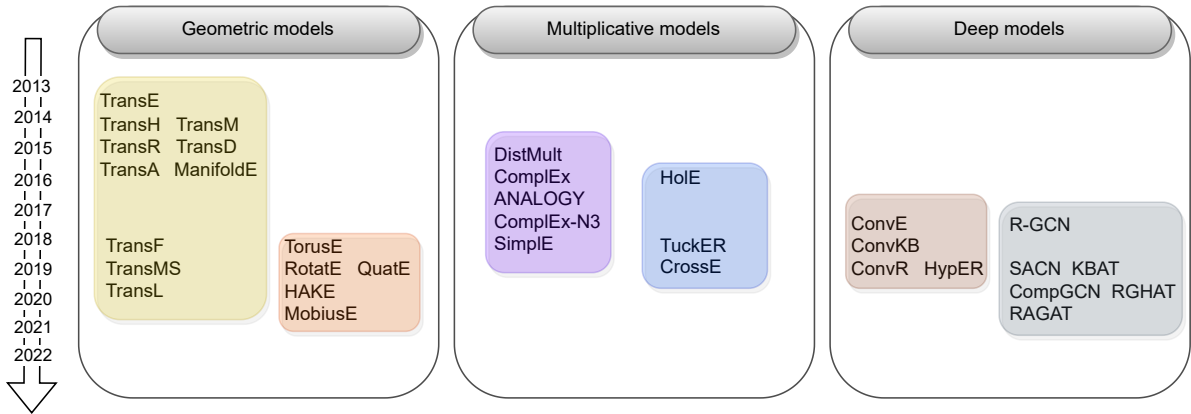 Geometric models
Multiplicative models
Deep models
2013
2014
2015
2016
2017
2018
2019
2020
2021
2022
TransE
TransH TransM
TransR TransD
TransA ManifoldE
TransF
TransMS
TransL
TorusE
RotatE QuatE
HAKE
MobiusE
DistMult
ComplEx
ANALOGY
ComplEx-N3
SimplE
HolE
TuckER
CrossE
ConvE
ConvKB
ConvR HypER
R-GCN
SACN KBAT
CompGCN RGHAT
RAGAT